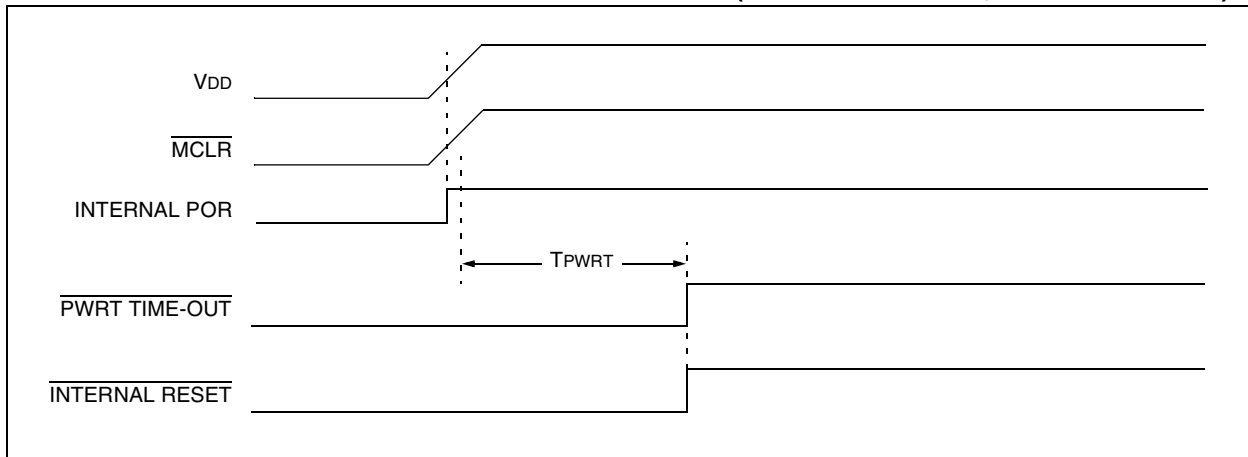 VDD
MCLR
INTERNAL POR
TPWRT
PWRT TIME-OUT
INTERNAL RESET